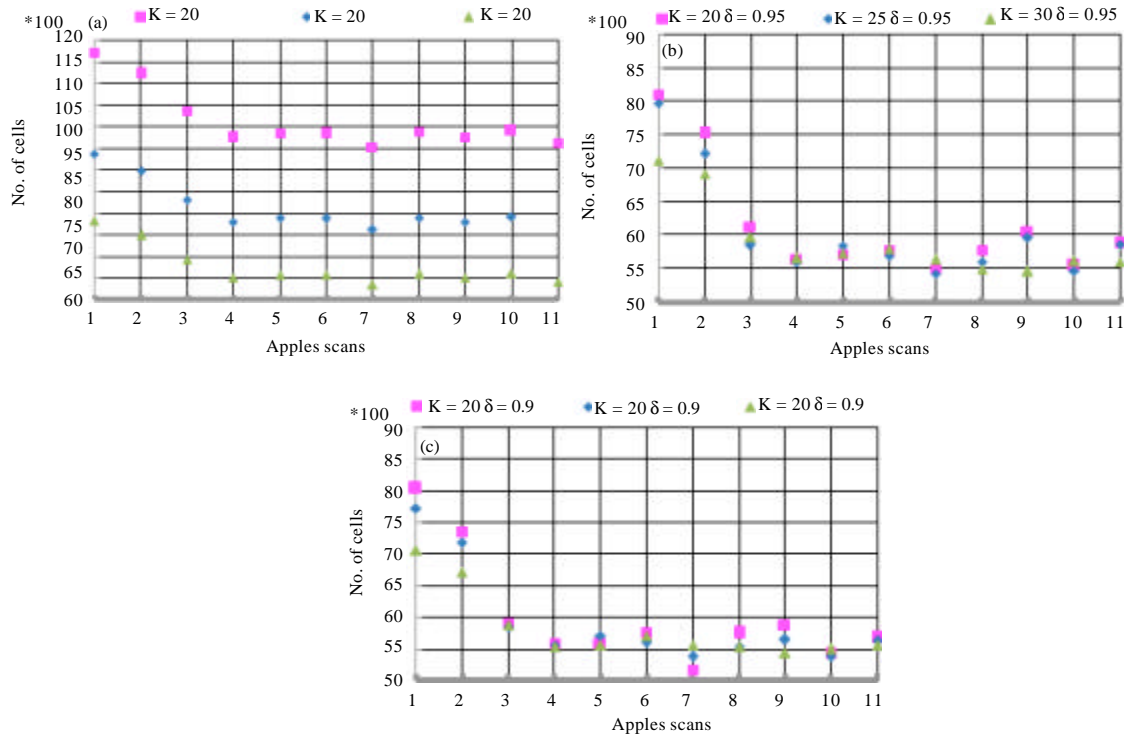 K = 20 K = 20 K = 20
*100 (a)
120
115
110
105
100
95
85
80
75
70
65
60
No. of cells
1 2 3 4 5 6 7 8 9 10 11
Apples scans
K = 20 δ = 0.95 K = 25 δ = 0.95 K = 30 δ = 0.95
*100
(b)
90
85
80
75
70
60
55
50
No. of cells
1 2 3 4 5 6 7 8 9 10 11
Apples scans
K = 20 δ = 0.9 K = 20 δ = 0.9 K = 20 δ = 0.9
*100
(c)
90
85
80
75
70
65
60
55
50
No. of cells
1 2 3 4 5 6 7 8 9 10 11
Apples scans